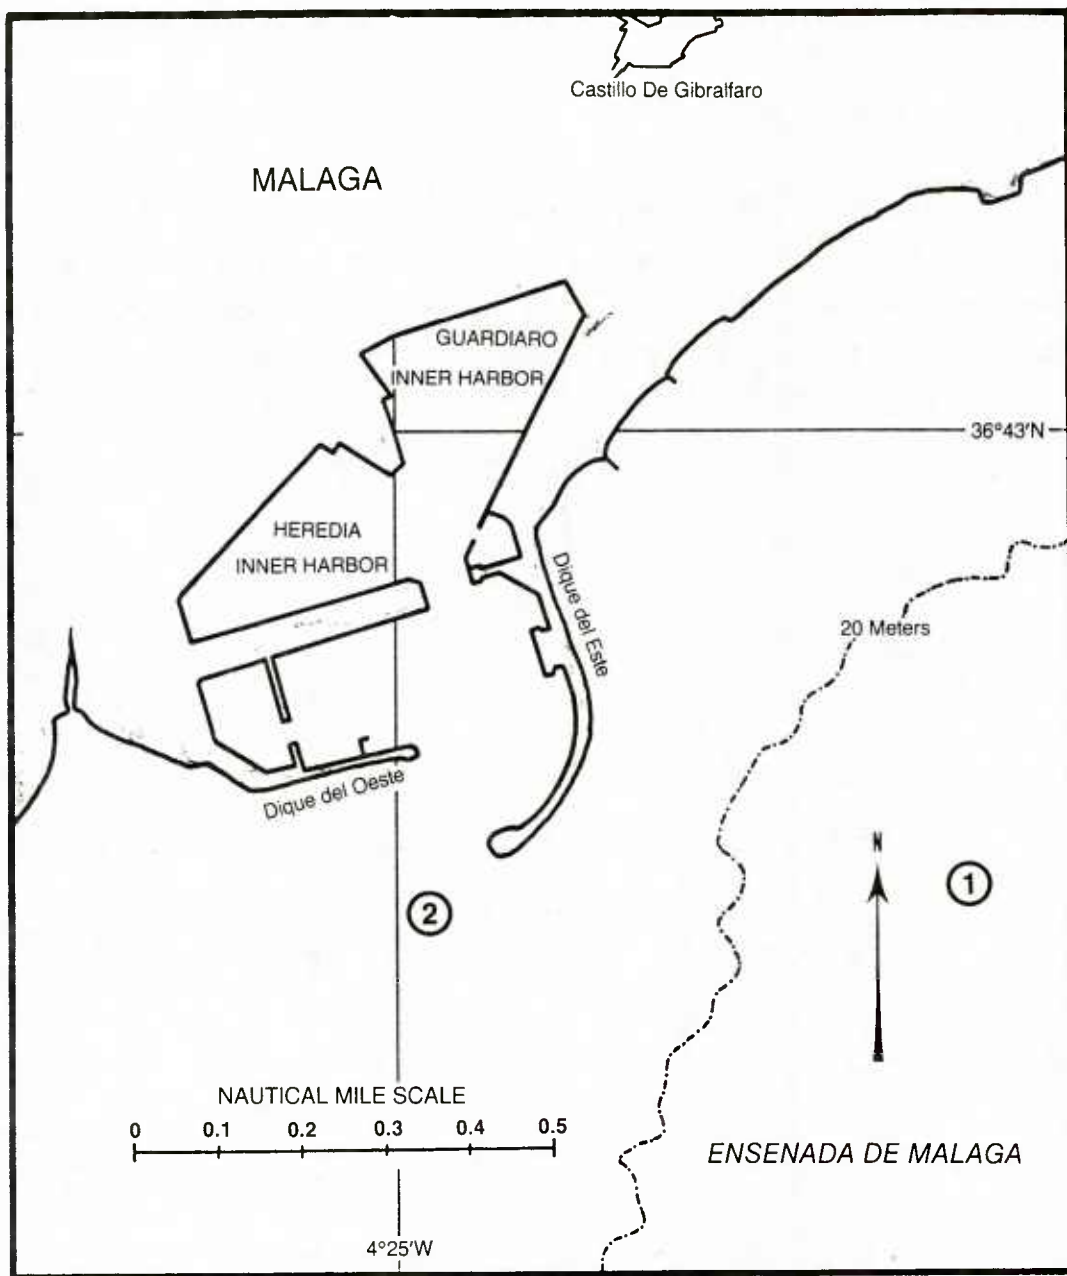 Castillo De Gibralfaro
MALAGA
GUARDIARO
INNER HARBOR
36°43'N
HEREDIA
INNER HARBOR
Dique del Este
20 Meters
Dique del Oeste
N
1
2
NAUTICAL MILE SCALE
0 0.1 0.2 0.3 0.4 0.5
ENSENADA DE MALAGA
4°25'W